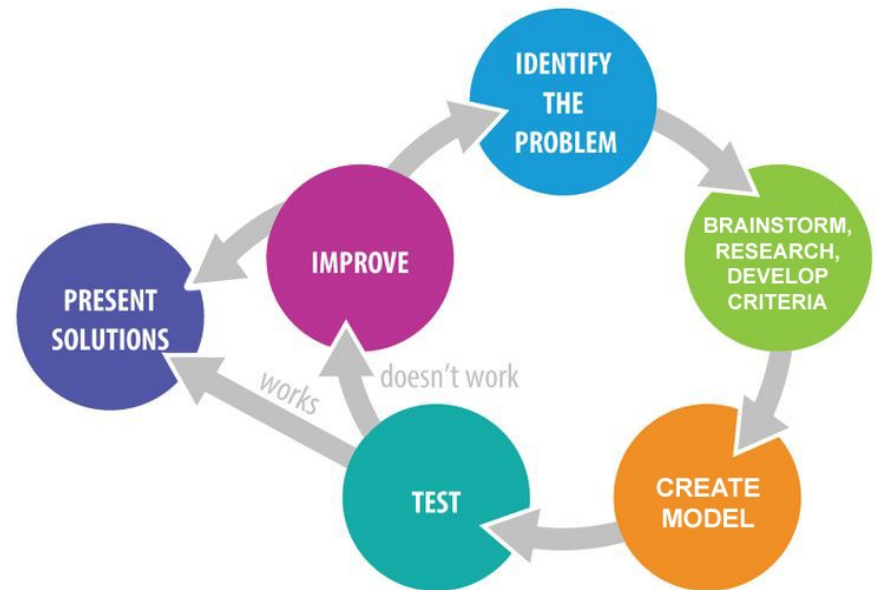 IDENTIFY
THE
PROBLEM
BRAINSTORM,
RESEARCH,
DEVELOP
CRITERIA
CREATE
MODEL
TEST
doesn't work
works
IMPROVE
PRESENT
SOLUTIONS